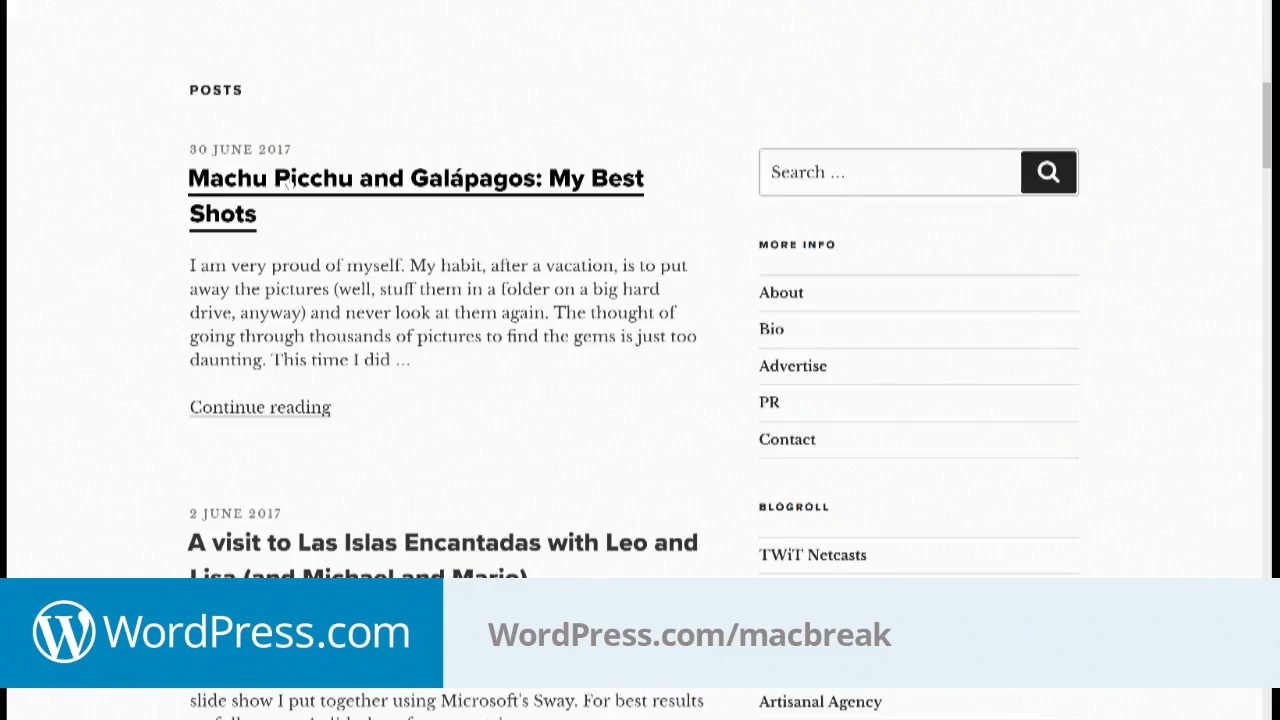 POSTS
30 JUNE 2017
Machu Picchu and Galápagos: My Best
Shots
I am very proud of myself. My habit, after a vacation, is to put
away the pictures (well, stuff them in a folder on a big hard
drive, anyway) and never look at them again. The thought of
going through thousands of pictures to find the gems is just too
daunting. This time I did …
Continue reading
2 JUNE 2017
A visit to Las Islas Encantadas with Leo and
Lisa (and Michael and Mario)
slide show I put together using Microsoft's Sway. For best results
Search …
MORE INFO
About
Bio
Advertise
PR
Contact
BLOGROLL
TWiT Netcasts
Artisanal Agency
WordPress.com
WordPress.com/macbreak